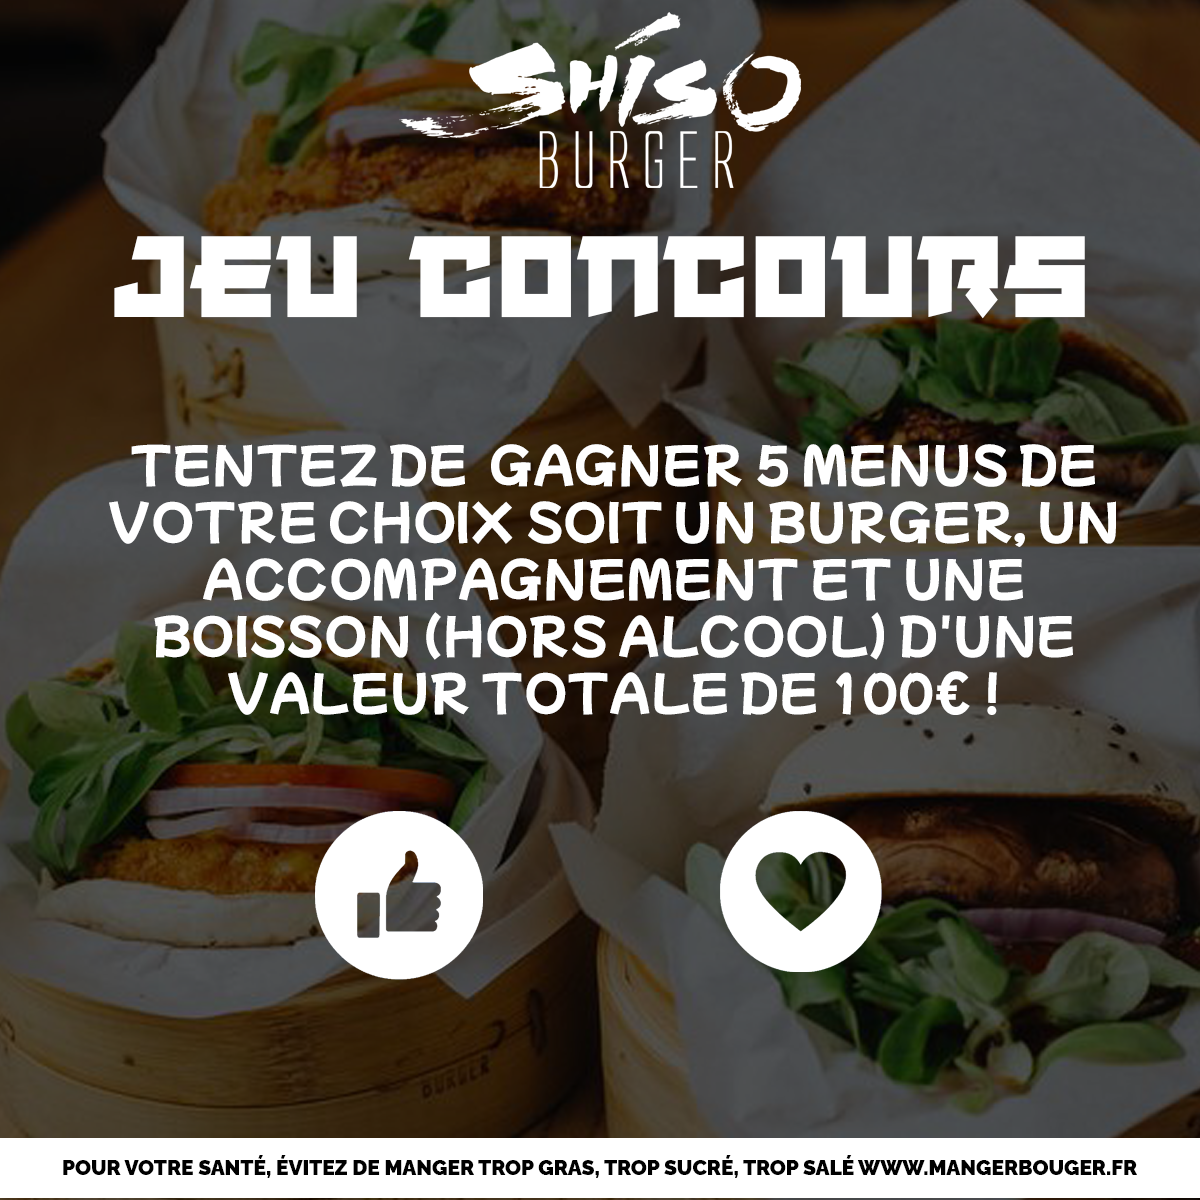 SHISO
BURGER
JEU CONCOURS
TENTEZ DE GAGNER 5 MENUS DE
VOTRE CHOIX SOIT UN BURGER, UN
ACCOMPAGNEMENT ET UNE
BOISSON (HORS ALCOOL) D'UNE
VALEUR TOTALE DE 100€ !
BURGER
POUR VOTRE SANTÉ, ÉVITEZ DE MANGER TROP GRAS, TROP SUCRÉ, TROP SALÉ WWW.MANGERBOUGER.FR